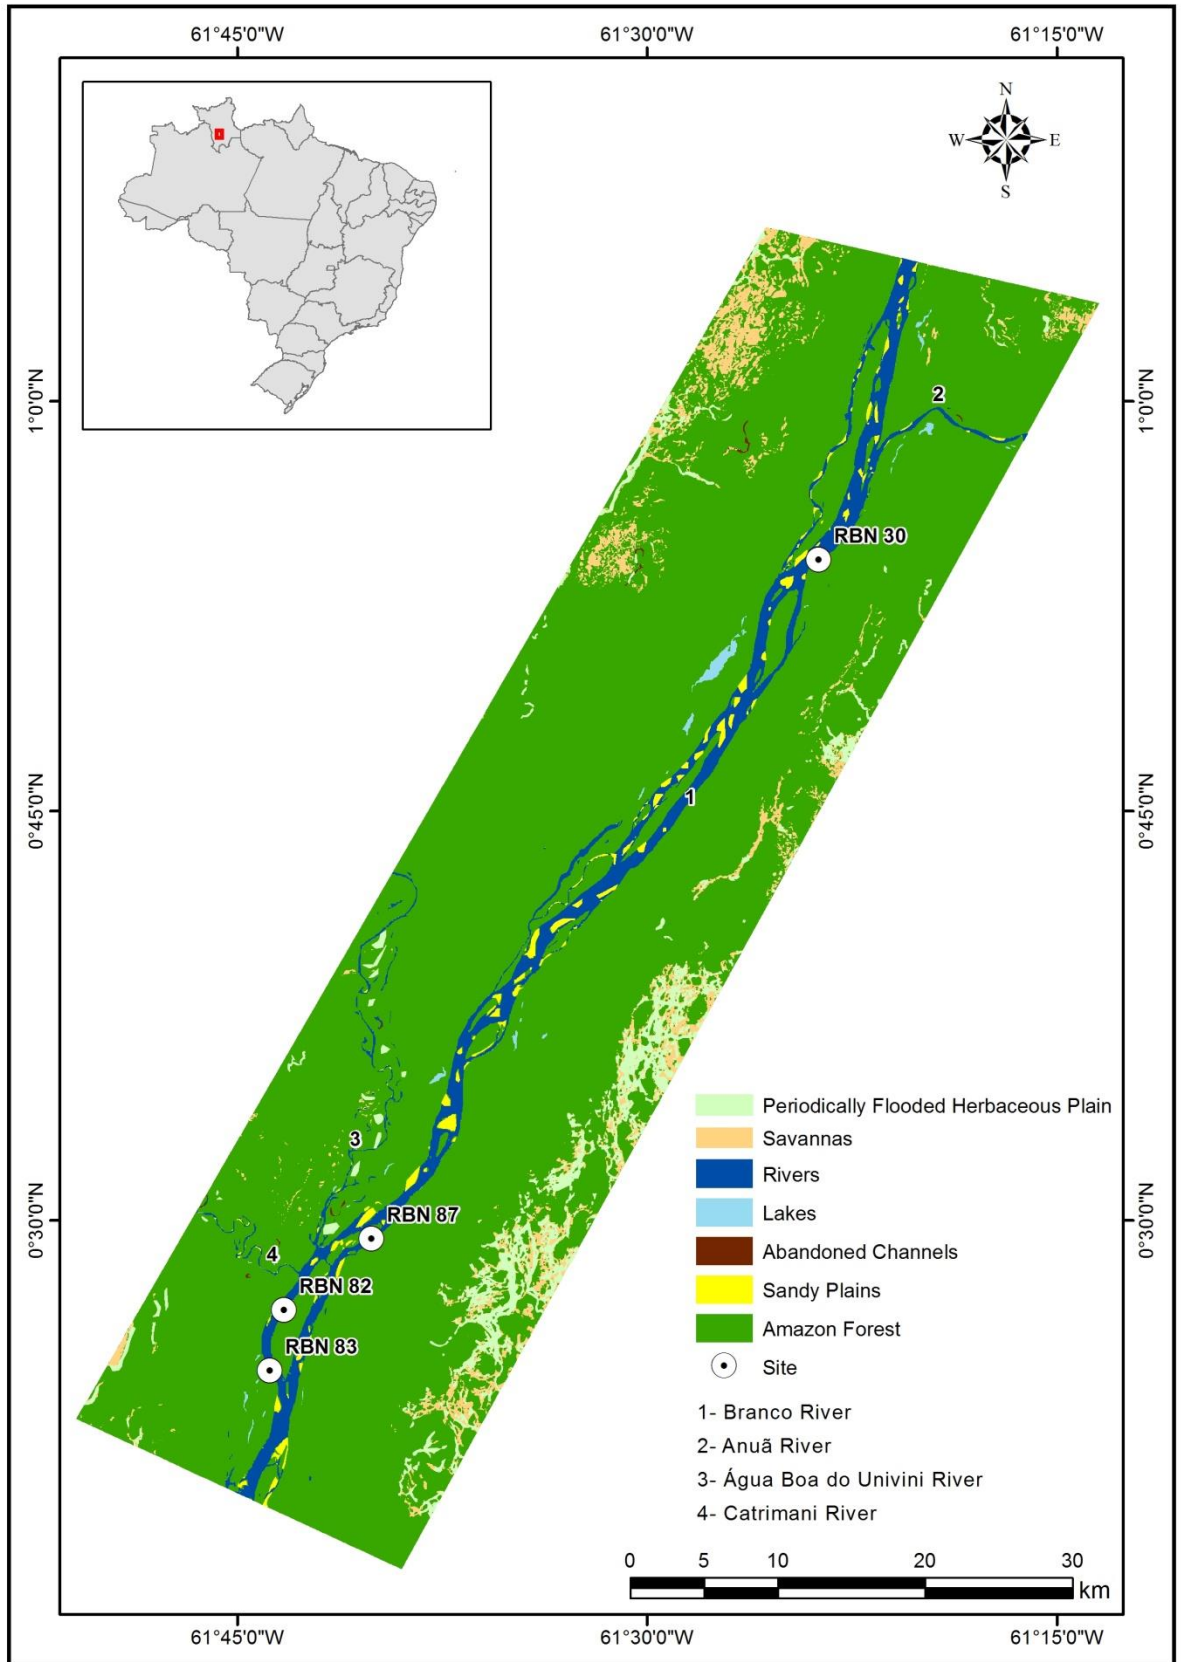 61°45'0"W 61°30'0"W 61°15'0"W
N
W E
S
1°0'0"N 1°0'0"N
2
RBN 30
0°45'0"N 0°45'0"N
1
3
RBN 87
0°30'0"N 0°30'0"N
4
RBN 82
RBN 83
Periodically Flooded Herbaceous Plain
Savannas
Rivers
Lakes
Abandoned Channels
Sandy Plains
Amazon Forest
Site
1- Branco River
2- Anuã River
3- Água Boa do Univini River
4- Catrimani River
0 5 10 20 30
km
61°45'0"W 61°30'0"W 61°15'0"W